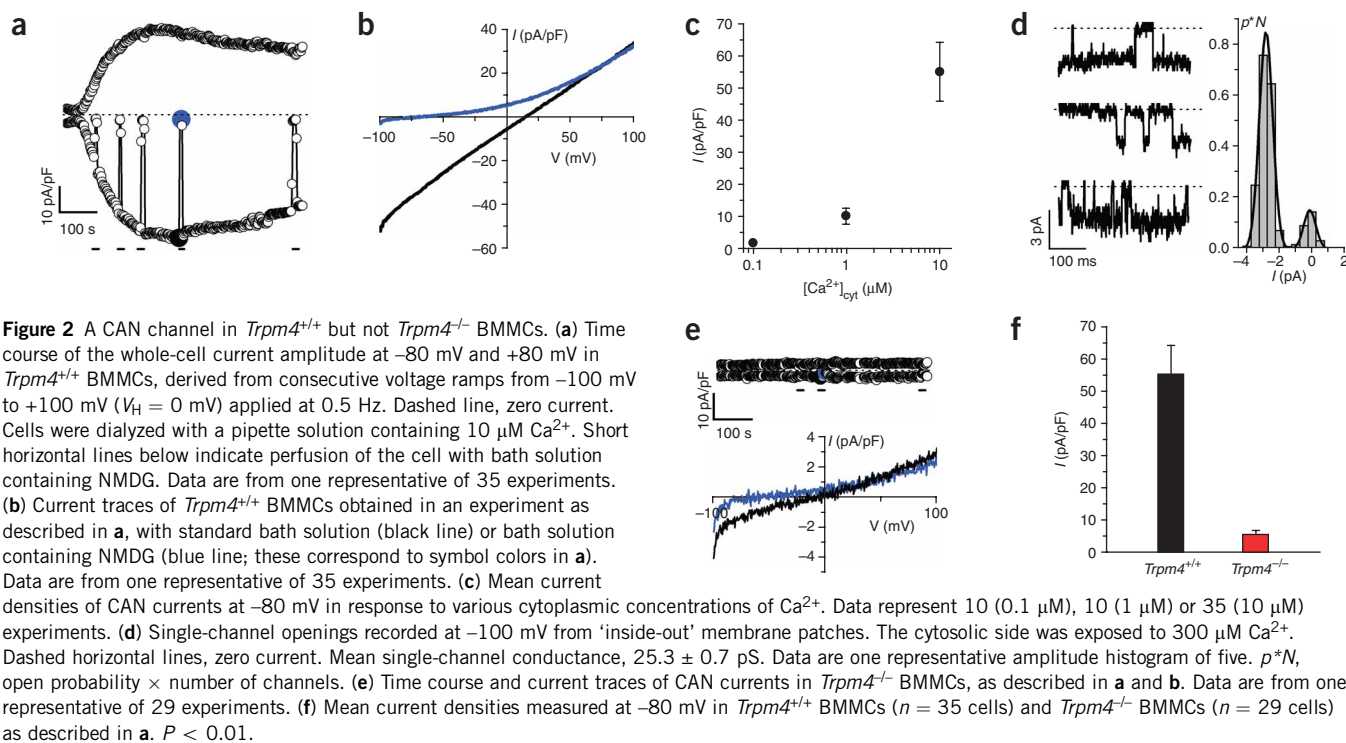 a
10 pA/pF
100 s
b
I (pA/pF)
40
20
–20
–40
–60
–100
–50
50
100
V (mV)
c
I (pA/pF)
70
60
50
40
30
20
10
0
0.1
1
10
[Ca²⁺]cyt (μM)
d
3 pA
100 ms
p*N
0.8
0.6
0.4
0.2
0.0
–4 –2 0 2
I (pA)
Figure 2 A CAN channel in Trpm4+/+ but not Trpm4–/– BMMCs. (a) Time
course of the whole-cell current amplitude at –80 mV and +80 mV in
Trpm4+/+ BMMCs, derived from consecutive voltage ramps from –100 mV
to +100 mV (VH = 0 mV) applied at 0.5 Hz. Dashed line, zero current.
Cells were dialyzed with a pipette solution containing 10 μM Ca²⁺. Short
horizontal lines below indicate perfusion of the cell with bath solution
containing NMDG. Data are from one representative of 35 experiments.
(b) Current traces of Trpm4+/+ BMMCs obtained in an experiment as
described in a, with standard bath solution (black line) or bath solution
containing NMDG (blue line; these correspond to symbol colors in a).
Data are from one representative of 35 experiments. (c) Mean current
densities of CAN currents at –80 mV in response to various cytoplasmic concentrations of Ca²⁺. Data represent 10 (0.1 μM), 10 (1 μM) or 35 (10 μM)
experiments. (d) Single-channel openings recorded at –100 mV from ‘inside-out’ membrane patches. The cytosolic side was exposed to 300 μM Ca²⁺.
Dashed horizontal lines, zero current. Mean single-channel conductance, 25.3 ± 0.7 pS. Data are one representative amplitude histogram of five. p*N,
open probability × number of channels. (e) Time course and current traces of CAN currents in Trpm4–/– BMMCs, as described in a and b. Data are from one
representative of 29 experiments. (f) Mean current densities measured at –80 mV in Trpm4+/+ BMMCs (n = 35 cells) and Trpm4–/– BMMCs (n = 29 cells)
as described in a. P < 0.01.
e
10 pA/pF
100 s
I (pA/pF)
4
2
–2
–4
–100
100
V (mV)
f
I (pA/pF)
70
60
50
40
30
20
10
0
Trpm4+/+
Trpm4–/–